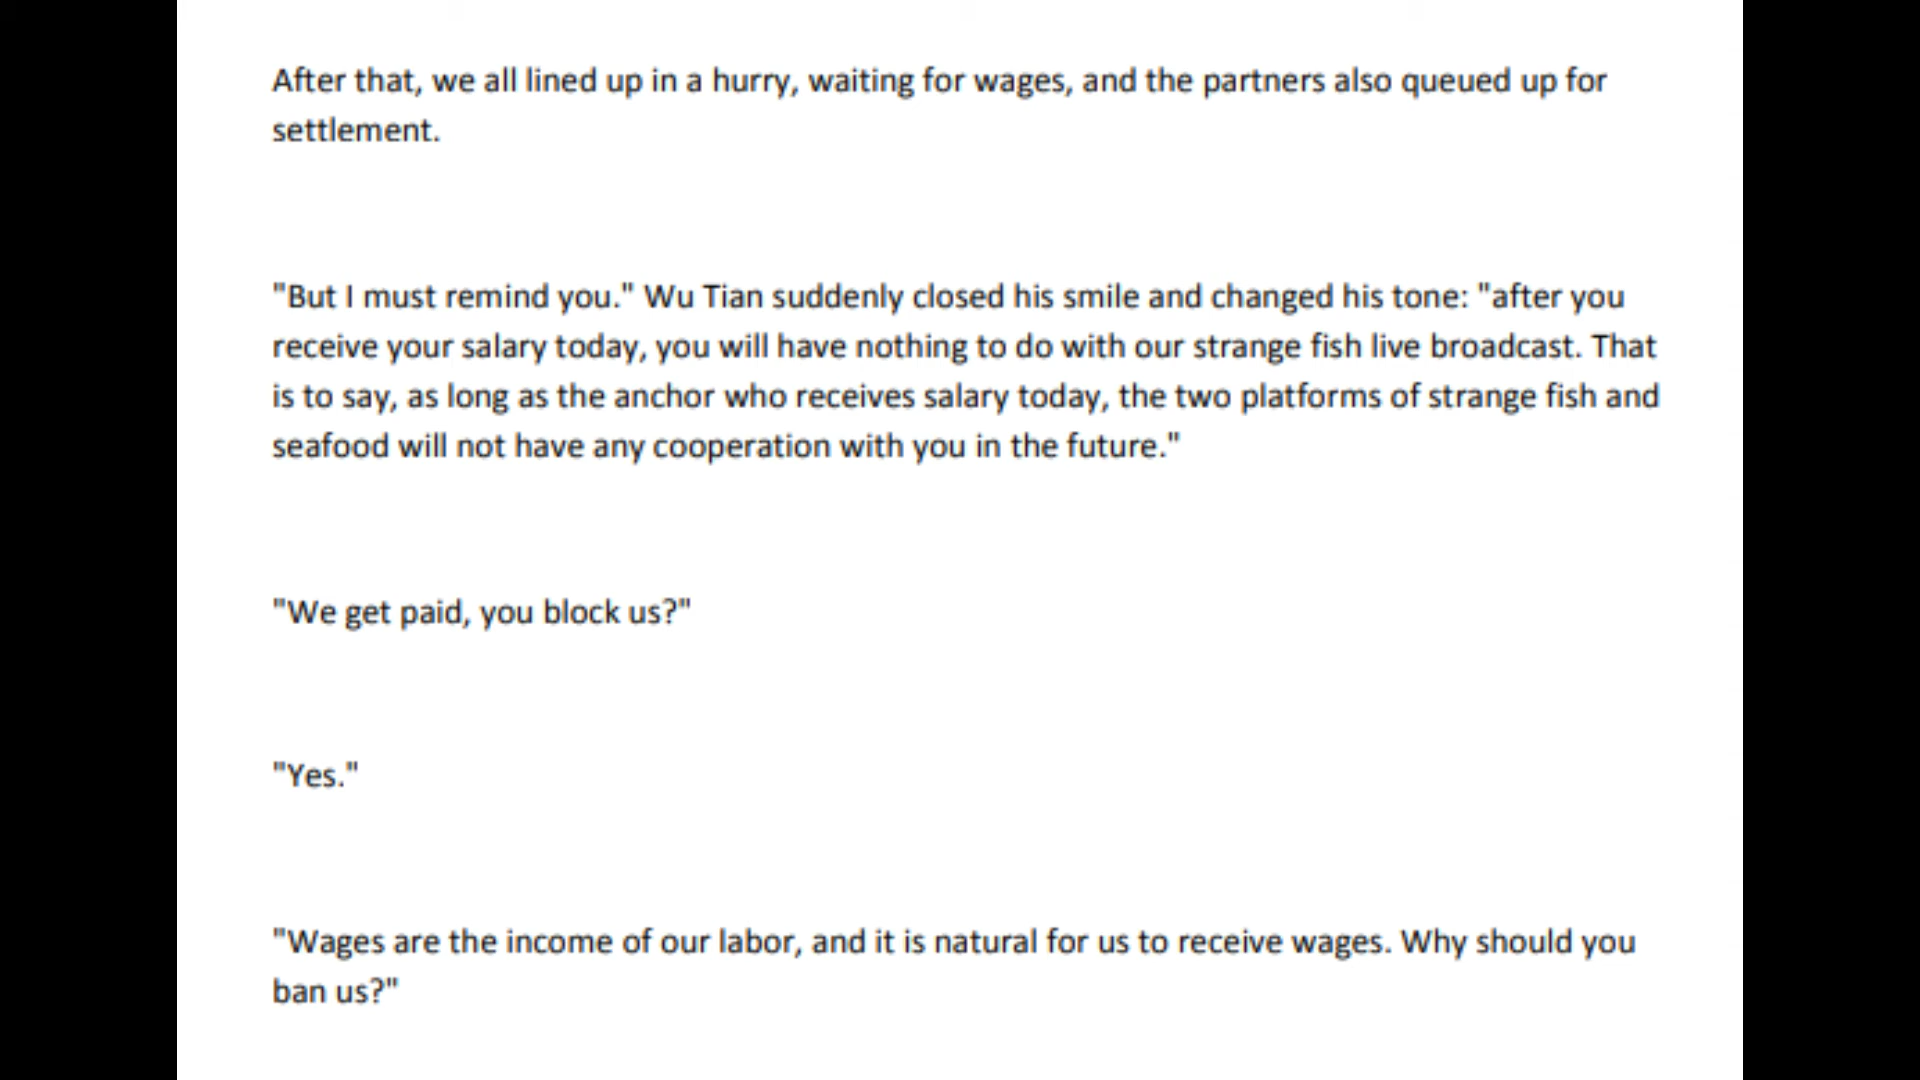 After that, we all lined up in a hurry, waiting for wages, and the partners also queued up for
settlement.
"But I must remind you." Wu Tian suddenly closed his smile and changed his tone: "after you
receive your salary today, you will have nothing to do with our strange fish live broadcast. That
is to say, as long as the anchor who receives salary today, the two platforms of strange fish and
seafood will not have any cooperation with you in the future."
"We get paid, you block us?"
"Yes."
"Wages are the income of our labor, and it is natural for us to receive wages. Why should you
ban us?"